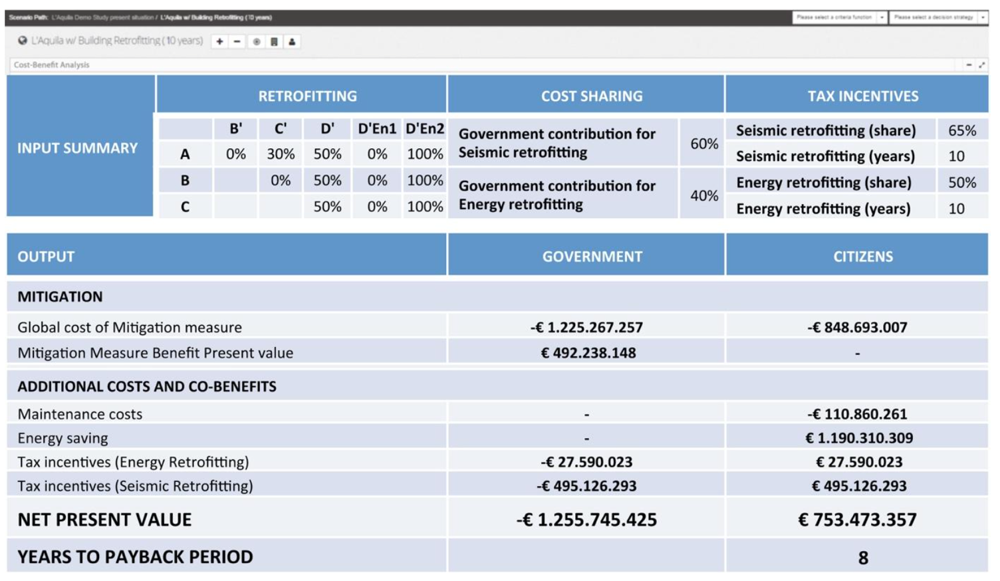 Scenario Path: L'Aquila Demo Study present situation / L'Aquila w/ Building Retrofitting (10 years)
Please select a criteria function
Please select a decision strategy
L'Aquila w/ Building Retrofitting (10 years)
Cost-Benefit Analysis
INPUT SUMMARY
RETROFITTING
COST SHARING
TAX INCENTIVES
B' C' D' D'En1 D'En2
A 0% 30% 50% 0% 100%
B 0% 50% 0% 100%
C 50% 0% 100%
Government contribution for
Seismic retrofitting
60%
Government contribution for
Energy retrofitting
40%
Seismic retrofitting (share) 65%
Seismic retrofitting (years) 10
Energy retrofitting (share) 50%
Energy retrofitting (years) 10
OUTPUT GOVERNMENT CITIZENS
MITIGATION
Global cost of Mitigation measure -€ 1.225.267.257 -€ 848.693.007
Mitigation Measure Benefit Present value € 492.238.148 -
ADDITIONAL COSTS AND CO-BENEFITS
Maintenance costs - -€ 110.860.261
Energy saving - € 1.190.310.309
Tax incentives (Energy Retrofitting) -€ 27.590.023 € 27.590.023
Tax incentives (Seismic Retrofitting) -€ 495.126.293 € 495.126.293
NET PRESENT VALUE -€ 1.255.745.425 € 753.473.357
YEARS TO PAYBACK PERIOD 8